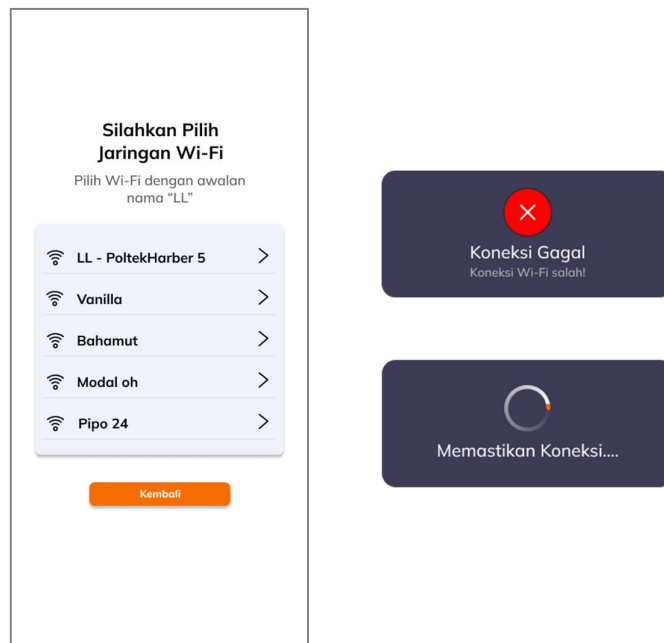 Silahkan Pilih
Jaringan Wi-Fi
Pilih Wi-Fi dengan awalan
nama “LL”
LL - PoltekHarber 5
Vanilla
Bahamut
Modal oh
Pipo 24
Kembali
Koneksi Gagal
Koneksi Wi-Fi salah!
Memastikan Koneksi....